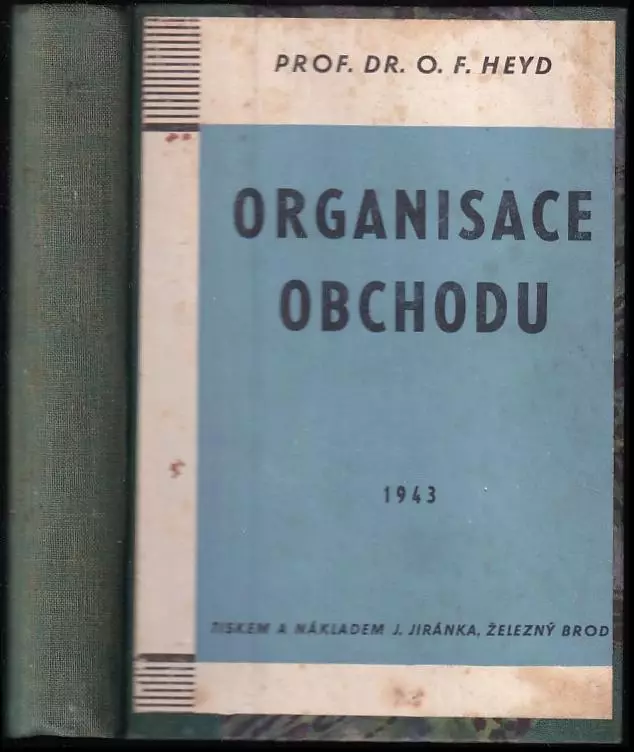 PROF. DR. O. F. HEYD
ORGANISACE
OBCHODU
1943
TISKEM A NÁKLADEM J. JIRÁNKA, ŽELEZNÝ BROD